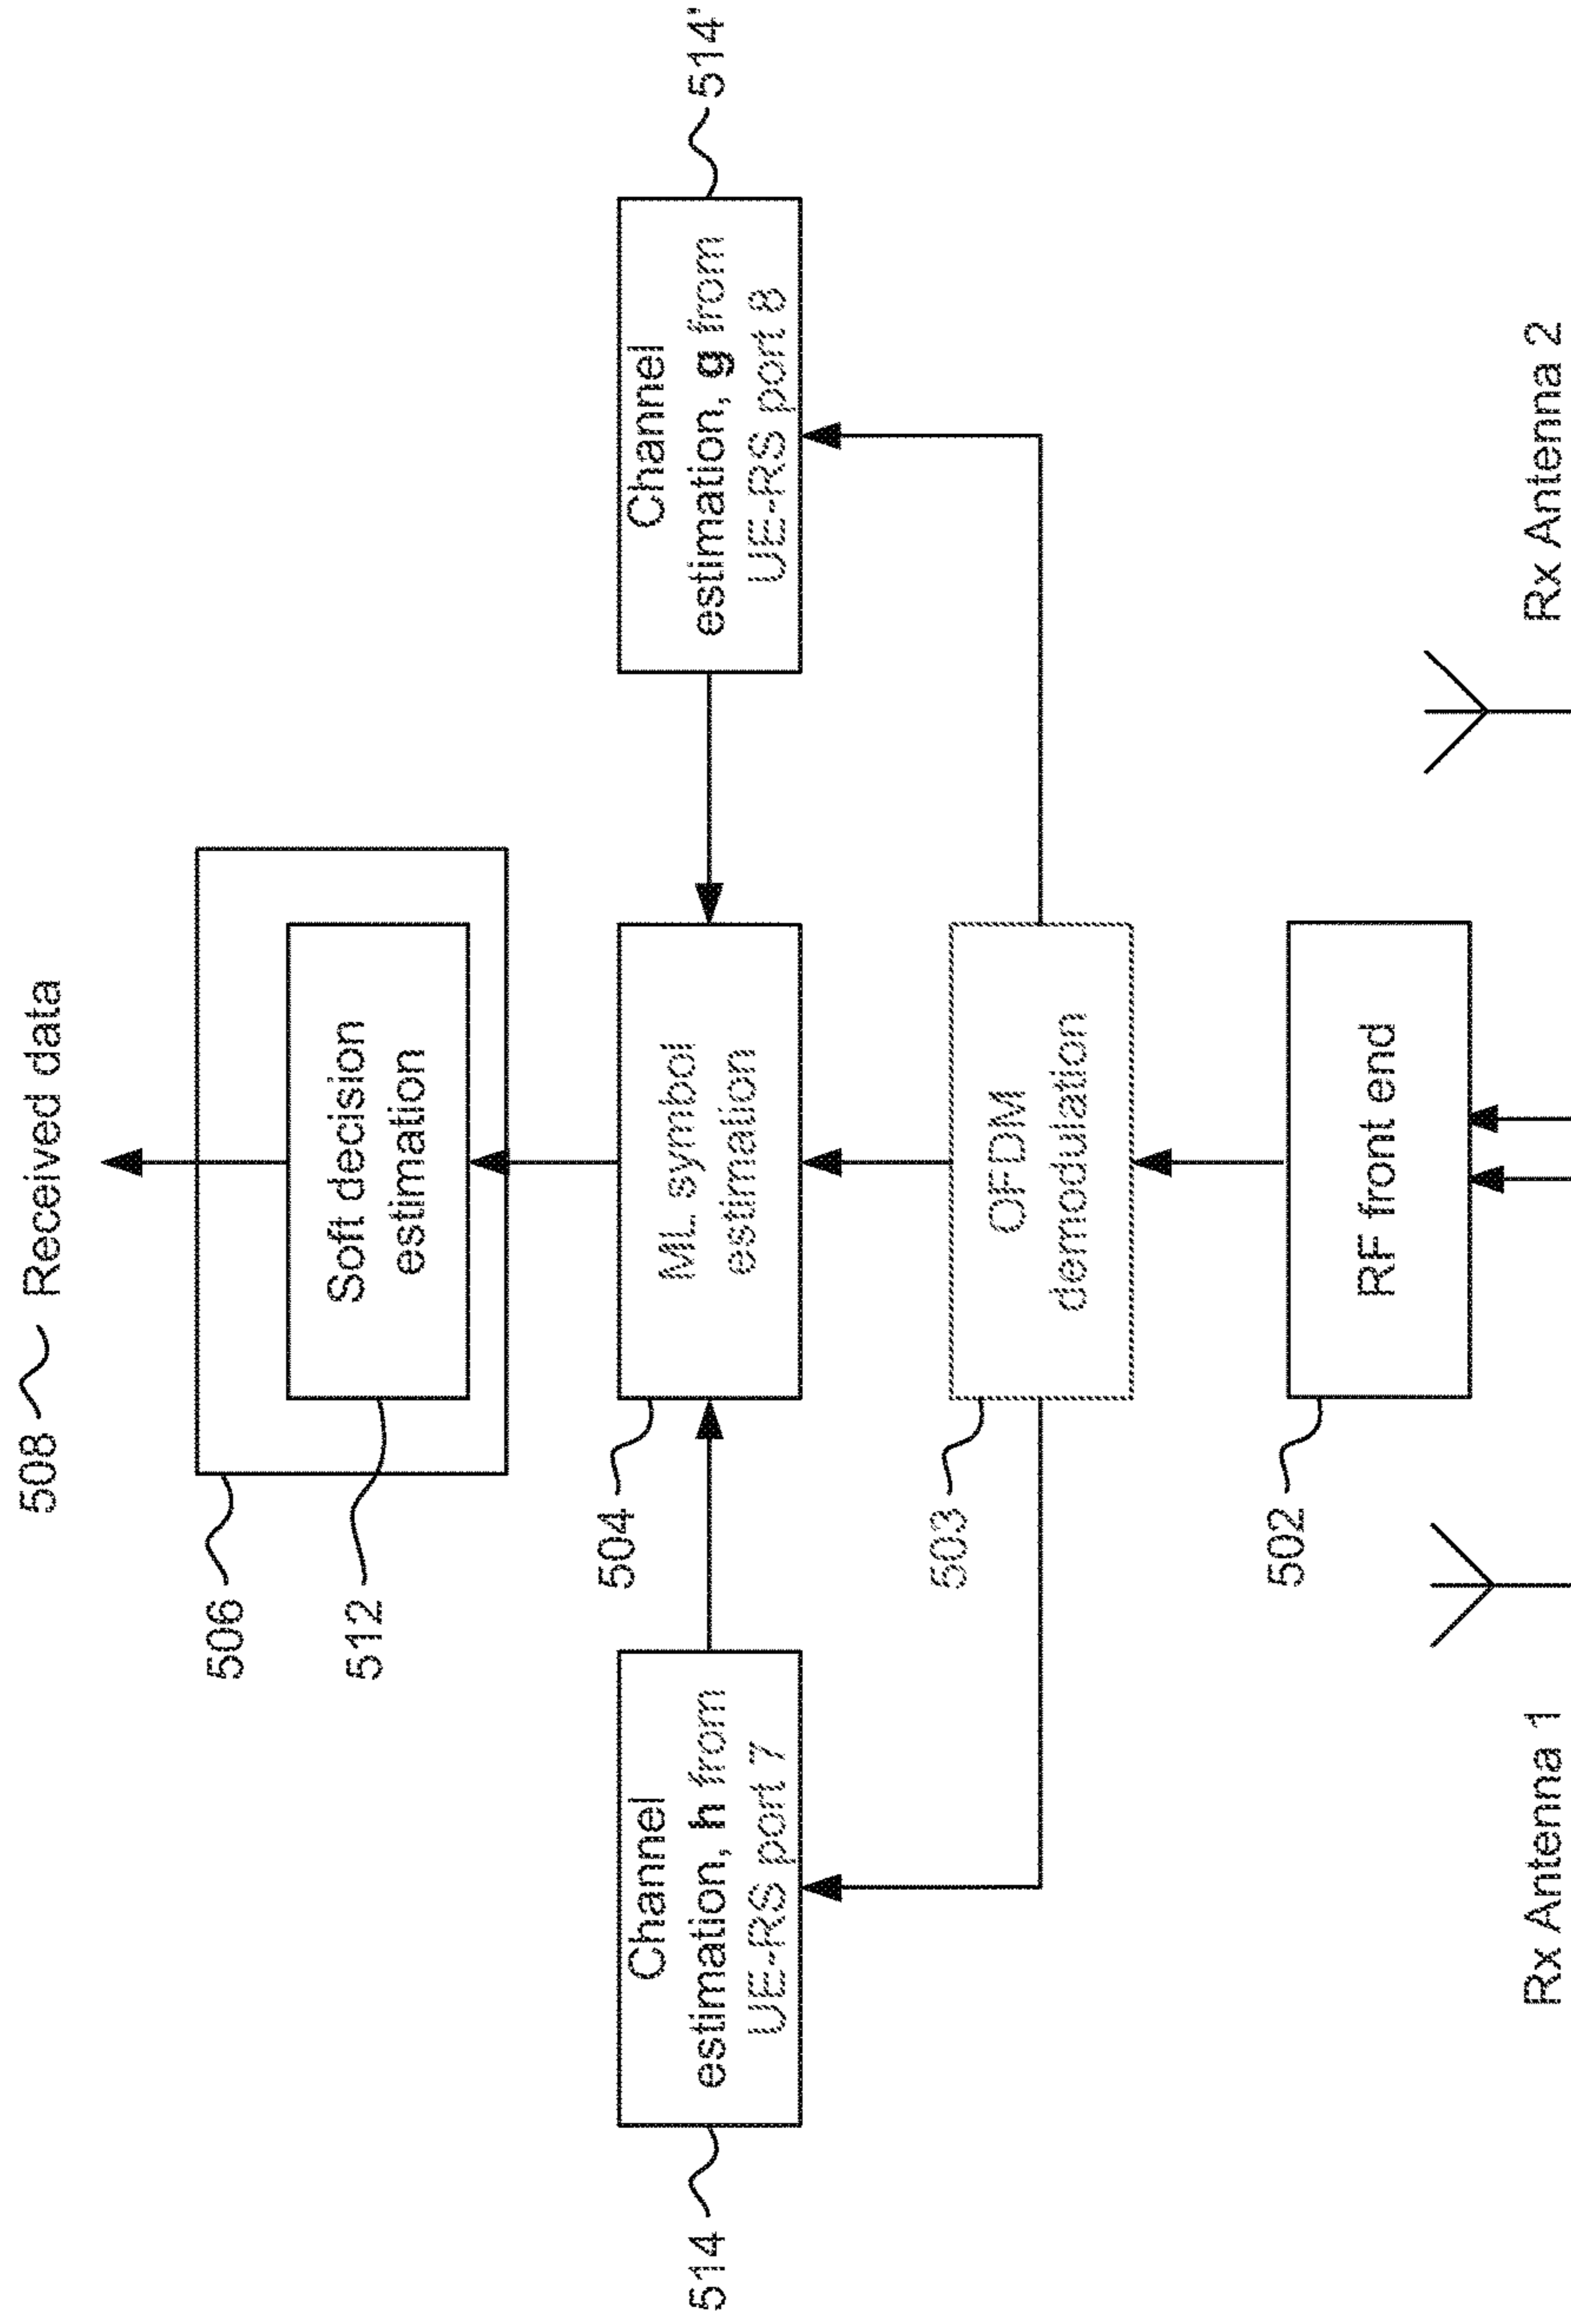 508
Received data
506
512
Soft decision
estimation
514
Channel
estimation, h from
UE-RS port 7
504
ML symbol
estimation
Channel
estimation, g from
UE-RS port 8
514'
503
OFDM
demodulation
502
RF front end
Rx Antenna 1
Rx Antenna 2